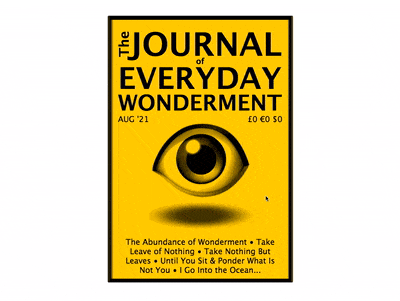 The JOURNAL
of
EVERYDAY
WONDERMENT
AUG '21 £0 €0 $0
The Abundance of Wonderment • Take
Leave of Nothing • Take Nothing But
Leaves • Until You Sit & Ponder What Is
Not You • I Go Into the Ocean...